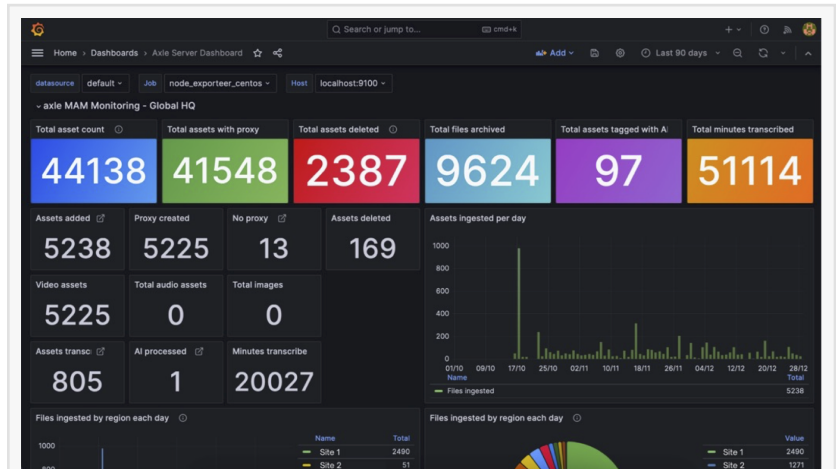 Search or jump to...
cmd+k
Home › Dashboards › Axle Server Dashboard
Add
Last 90 days
datasource default
Job node_exporteer_centos
Host localhost:9100
axle MAM Monitoring - Global HQ
Total asset count
44138
Total assets with proxy
41548
Total assets deleted
2387
Total files archived
9624
Total assets tagged with AI
97
Total minutes transcribed
51114
Assets added
5238
Proxy created
5225
No proxy
13
Assets deleted
169
Assets ingested per day
1000
800
600
400
200
0
01/10 09/10 17/10 25/10 02/11 10/11 18/11 26/11 04/12 12/12 20/12 28/12
Name Total
Files ingested 5238
Video assets
5225
Total audio assets
0
Total images
0
Assets transc
805
AI processed
1
Minutes transcribe
20027
Files ingested by region each day
1000
Name Total
Site 1 2490
Site 2 51
Files ingested by region each day
Value
Site 1 2490
Site 2 1271